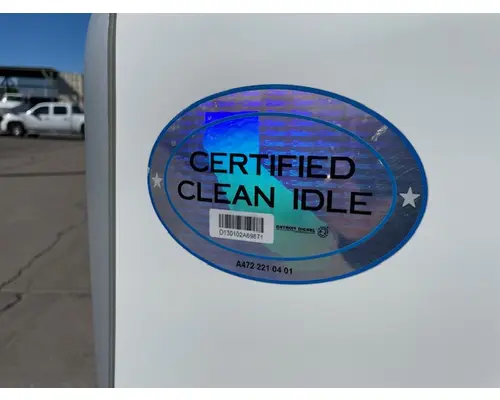 CERTIFIED
CLEAN IDLE
DETROIT DIESEL
D130102A69871
A472 221 04 01